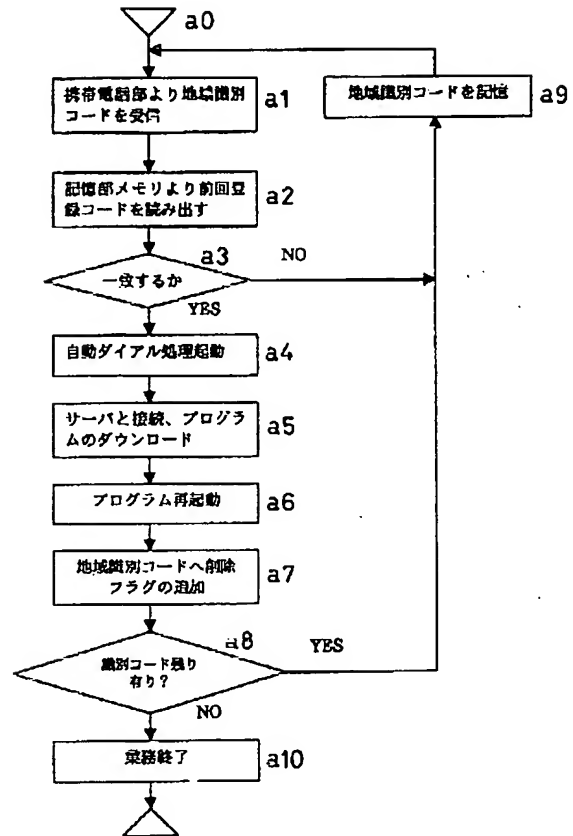 a0
携帯電話部より地域識別
コードを受信
a1
地域識別コードを記憶
a9
記憶部メモリより前回登
録コードを読み出す
a2
a3
一致するか
NO
YES
自動ダイアル処理起動
a4
サーバと接続、プログラ
ムのダウンロード
a5
プログラム再起動
a6
地域識別コードへ削除
フラグの追加
a7
a8
識別コード残り
有り?
YES
NO
業務終了
a10